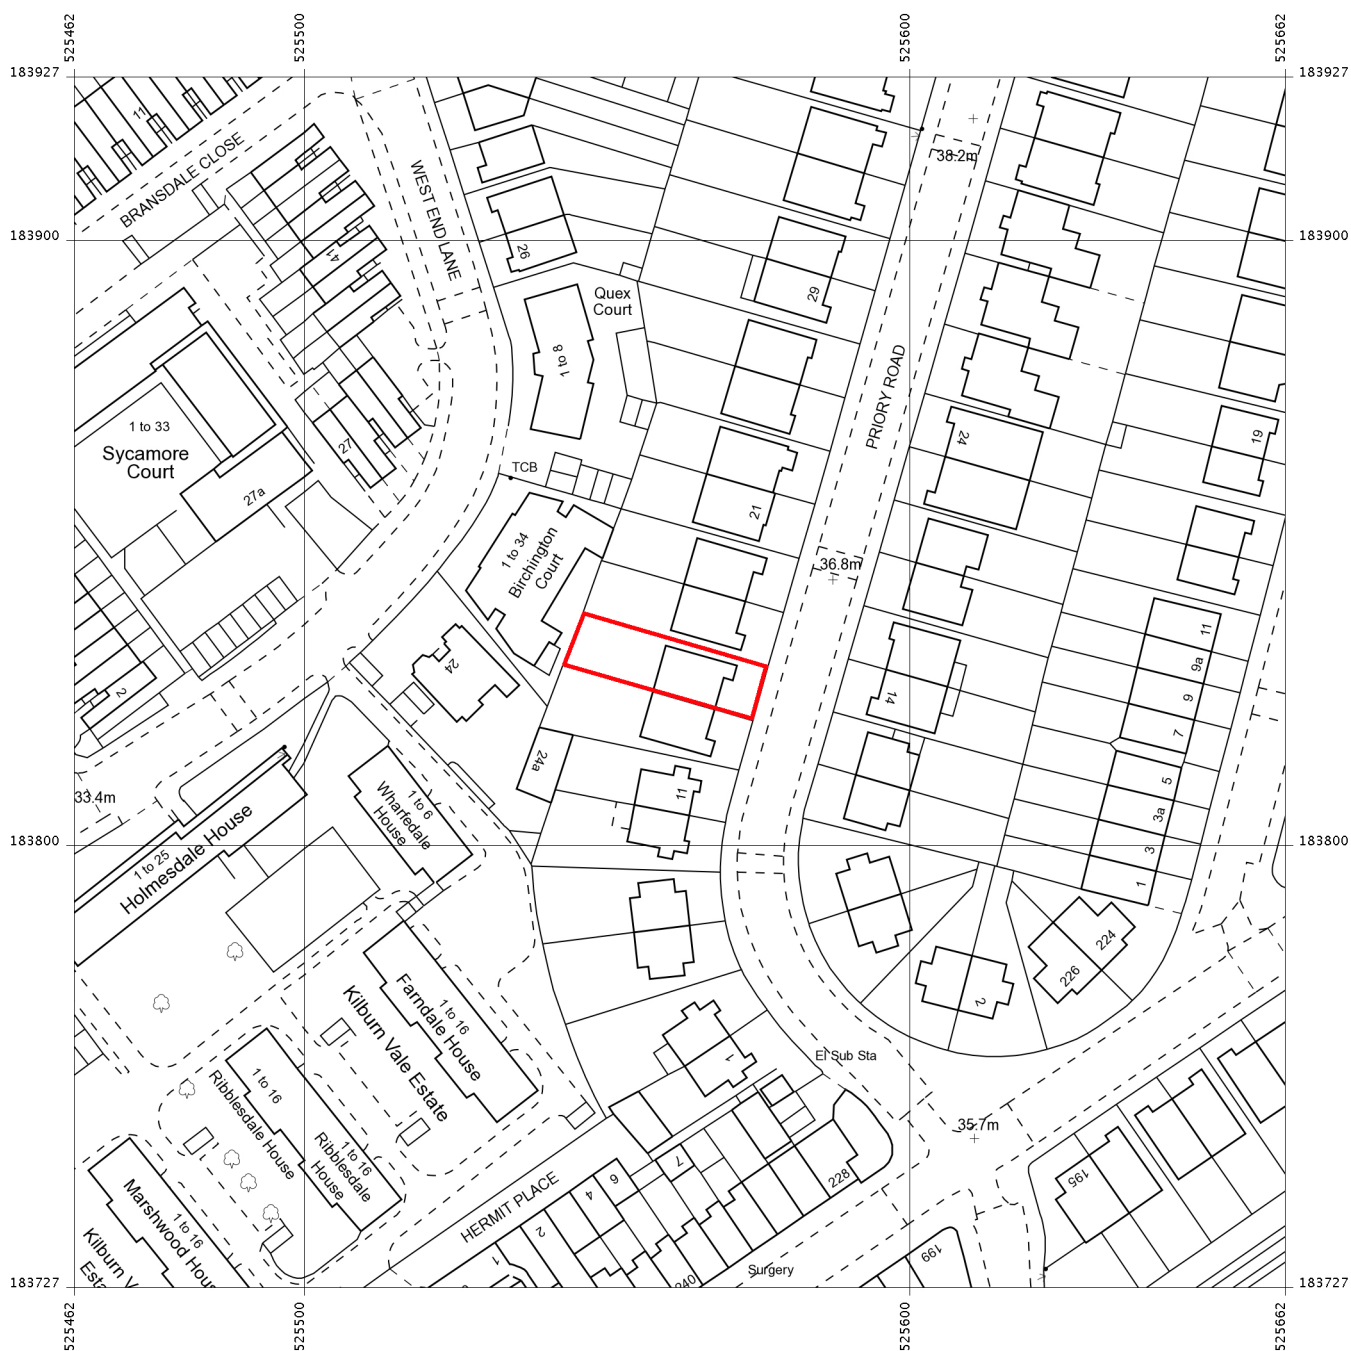 525462
525500
525600
525662
183927
183927
11
BRANSDALE CLOSE
WEST END LANE
38.2m
183900
183900
41
26
29
Quex
Court
1 to 8
PRIORY ROAD
1 to 33
Sycamore
Court
27
27a
TCB
24
19
21
1 to 34
Birchington
Court
36.8m
24
2
14
11
9a
9
7
5
3a
3
1
24a
11
33.4m
1 to 6
Wharfedale
House
1 to 25
Holmesdale House
183800
183800
224
226
2
1
1 to 16
Farndale House
Kilburn Vale Estate
El Sub Sta
1 to 16
Ribblesdale House
1 to 16
Ribblesdale
House
35.7m
1 to 16
Marshwood Hou
Kilburn V
Esta
HERMIT PLACE
2
4
6
7
1
228
240
195
199
Surgery
183727
183727
525462
525500
525600
525662